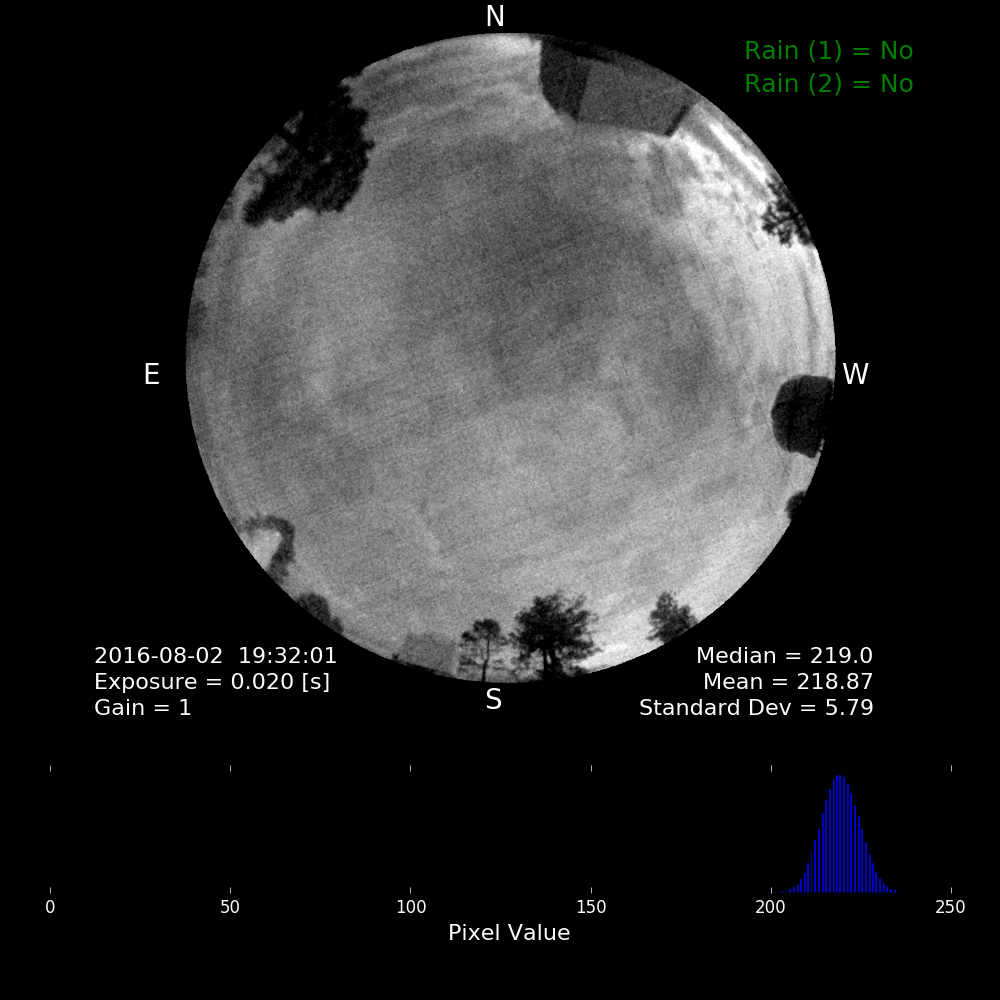 N
Rain (1) = No
Rain (2) = No
E
W
2016-08-02  19:32:01
Exposure = 0.020 [s]
Gain = 1
Median = 219.0
Mean = 218.87
Standard Dev = 5.79
S
0 50 100 150 200 250
Pixel Value